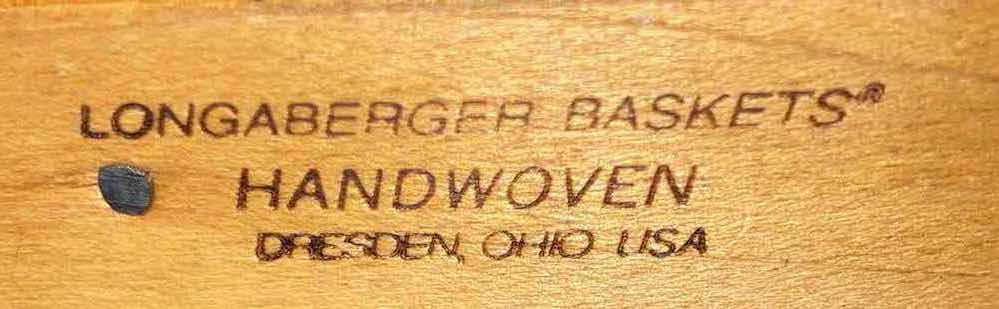 LONGABERGER BASKETS®
HANDWOVEN
DRESDEN, OHIO USA